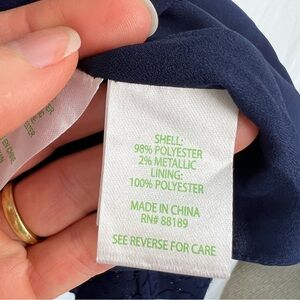 SHELL:
98% POLYESTER
2% METALLIC
LINING:
100% POLYESTER
MADE IN CHINA
RN# 88189
SEE REVERSE FOR CARE